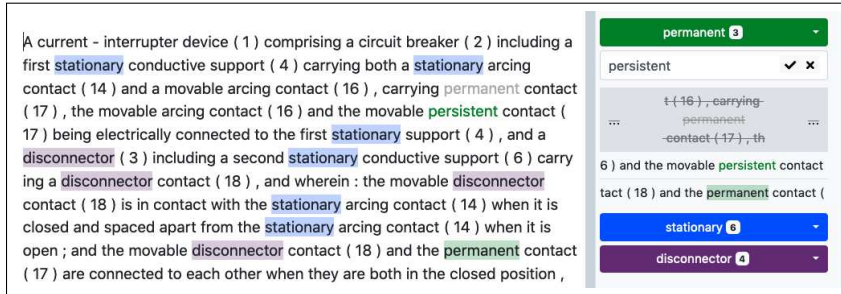 A current - interrupter device ( 1 ) comprising a circuit breaker ( 2 ) including a
first stationary conductive support ( 4 ) carrying both a stationary arcing
contact ( 14 ) and a movable arcing contact ( 16 ) , carrying permanent contact
( 17 ) , the movable arcing contact ( 16 ) and the movable persistent contact (
17 ) being electrically connected to the first stationary support ( 4 ) , and a
disconnector ( 3 ) including a second stationary conductive support ( 6 ) carry
ing a disconnector contact ( 18 ) , and wherein : the movable disconnector
contact ( 18 ) is in contact with the stationary arcing contact ( 14 ) when it is
closed and spaced apart from the stationary arcing contact ( 14 ) when it is
open ; and the movable disconnector contact ( 18 ) and the permanent contact
( 17 ) are connected to each other when they are both in the closed position ,
permanent 3
persistent
t ( 16 ) , carrying
... permanent ...
contact ( 17 ) , th
6 ) and the movable persistent contact
tact ( 18 ) and the permanent contact (
stationary 6
disconnector 4